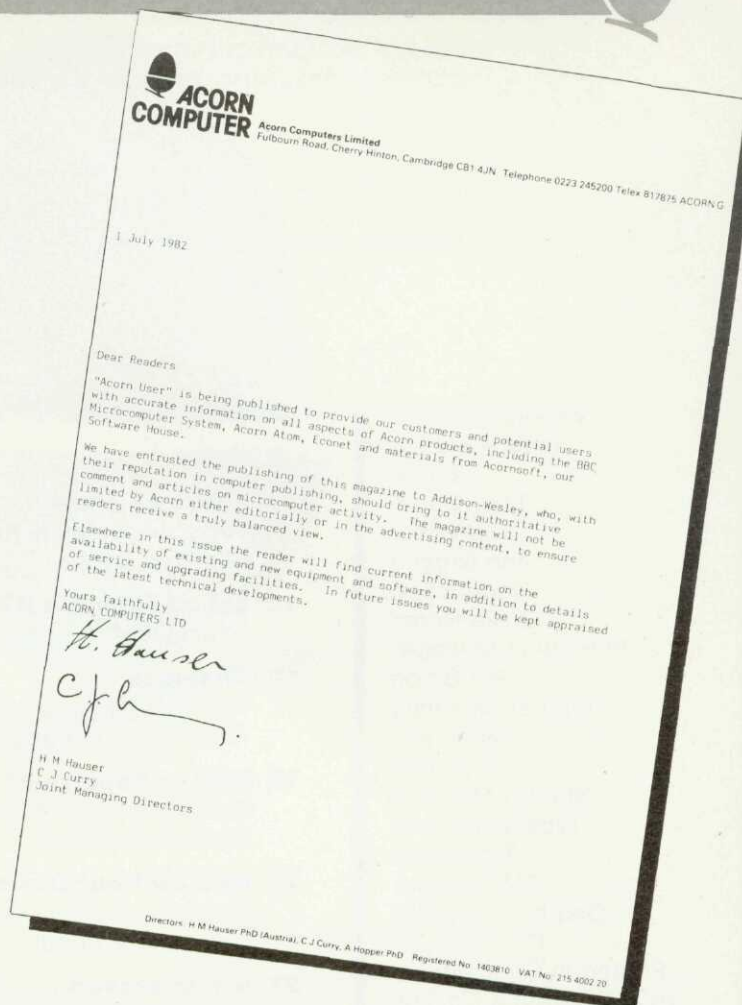 ACORN
COMPUTER
Acorn Computers Limited
Fulbourn Road, Cherry Hinton, Cambridge CB1 4JN Telephone 0223 245200 Telex 817875 ACORN G
1 July 1982
Dear Readers
"Acorn User" is being published to provide our customers and potential users
with accurate information on all aspects of Acorn products, including the BBC
Microcomputer System, Acorn Atom, Econet and materials from Acornsoft, our
Software House.
We have entrusted the publishing of this magazine to Addison-Wesley, who, with
their reputation in computer publishing, should bring to it authoritative
comment and articles on microcomputer activity. The magazine will not be
limited by Acorn either editorially or in the advertising content, to ensure
readers receive a truly balanced view.
Elsewhere in this issue the reader will find current information on the
availability of existing and new equipment and software, in addition to details
of service and upgrading facilities. In future issues you will be kept appraised
of the latest technical developments.
Yours faithfully
ACORN COMPUTERS LTD
H. Hauser
H M Hauser
C J Curry
Joint Managing Directors
Directors: H M Hauser PhD (Austria), C J Curry, A Hopper PhD Registered No. 1403810 VAT No: 215 4002 20